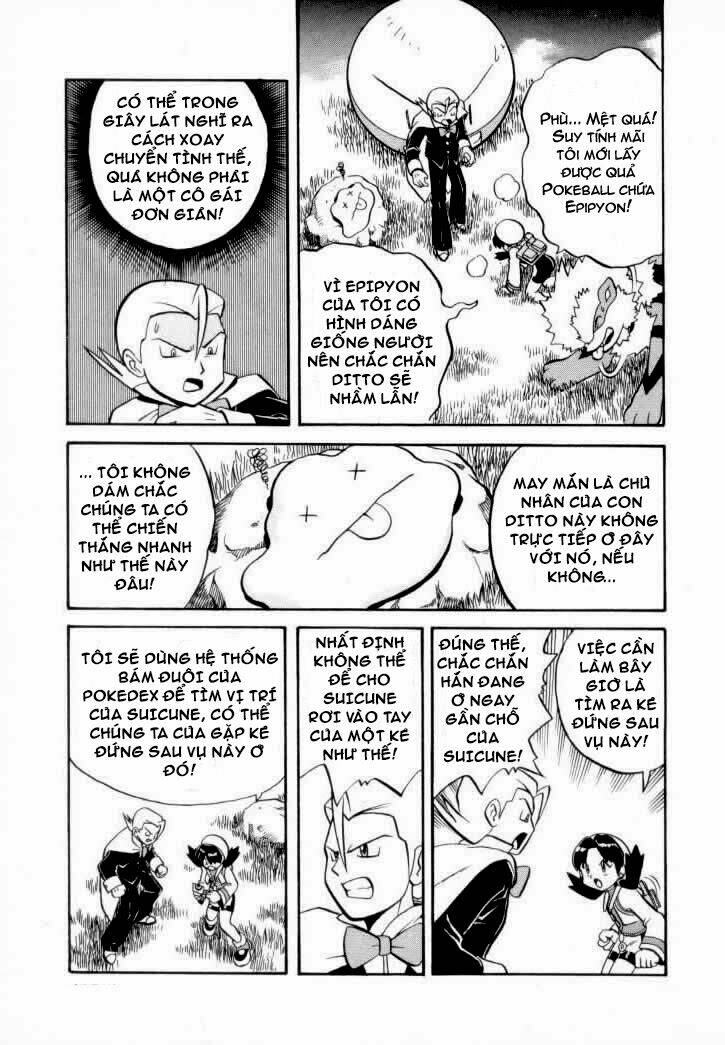 PHÙ... MỆT QUÁ!
SUY TÍNH MÃI
TÔI MỚI LẤY
ĐƯỢC QUẢ
POKEBALL CHỨA
EPIPYON!
VÌ EPIPYON
CỦA TÔI CÓ
HÌNH DÁNG
GIỐNG NGƯỜI
NÊN CHẮC CHẮN
DITTO SẼ
NHẦM LẪN!
CÓ THỂ TRONG
GIÂY LÁT NGHĨ RA
CÁCH XOAY
CHUYỂN TÌNH THẾ,
QUẢ KHÔNG PHẢI
LÀ MỘT CÔ GÁI
ĐƠN GIẢN!
MAY MẮN LÀ CHỦ
NHÂN CỦA CON
DITTO NÀY KHÔNG
TRỰC TIẾP Ở ĐÂY
VỚI NÓ, NẾU
KHÔNG...
... TÔI KHÔNG
DÁM CHẮC
CHÚNG TA CÓ
THỂ CHIẾN
THẮNG NHANH
NHƯ THẾ NÀY
ĐÂU!
VIỆC CẦN
LÀM BÂY
GIỜ LÀ
TÌM RA KẺ
ĐỨNG SAU
VỤ NÀY!
ĐÚNG THẾ,
CHẮC CHẮN
HẮN ĐANG
Ở NGAY
GẦN CHỖ
CỦA
SUICUNE!
NHẤT ĐỊNH
KHÔNG THỂ
ĐỂ CHO
SUICUNE
RƠI VÀO TAY
CỦA MỘT KẺ
NHƯ THẾ!
TÔI SẼ DÙNG HỆ THỐNG
BÁM ĐUÔI CỦA
POKEDEX ĐỂ TÌM VỊ TRÍ
CỦA SUICUNE, CÓ THỂ
CHÚNG TA CỦA GẶP KẺ
ĐỨNG SAU VỤ NÀY Ở
ĐÓ!